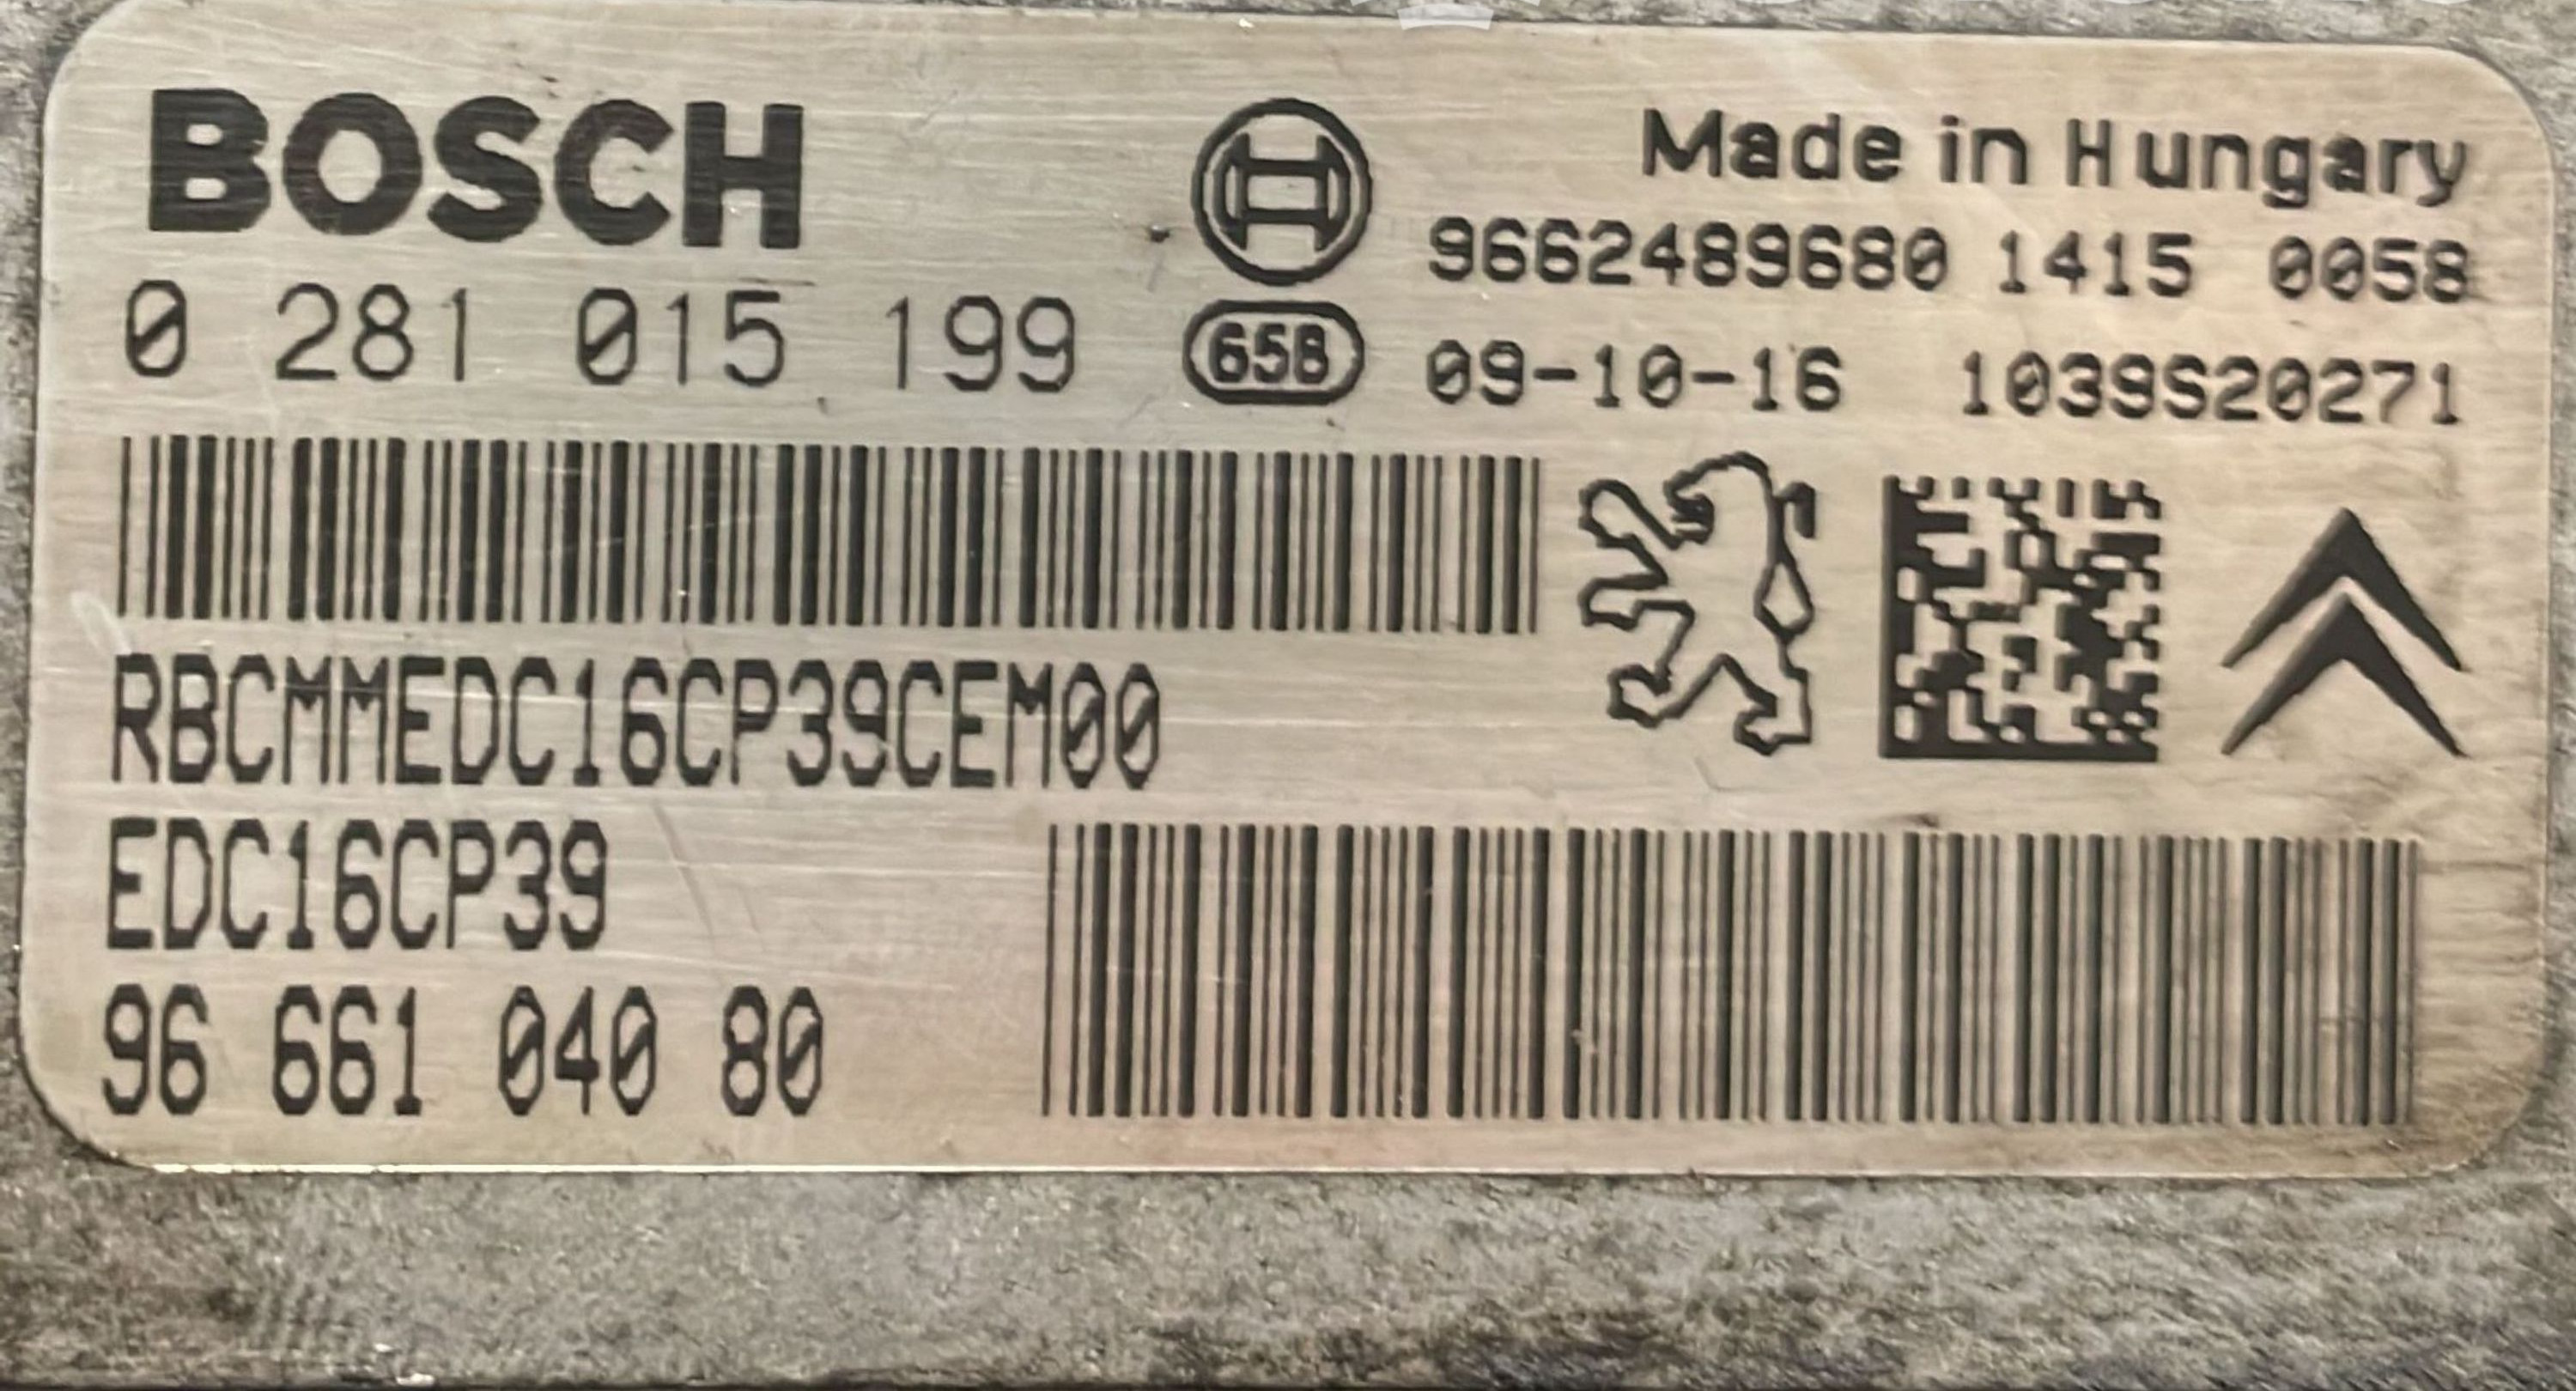 BOSCH
Made in Hungary
9662489680 1415 0058
0 281 015 199
658
09-10-16 1039S20271
RBCMMEDC16CP39CEM00
EDC16CP39
96 661 040 80